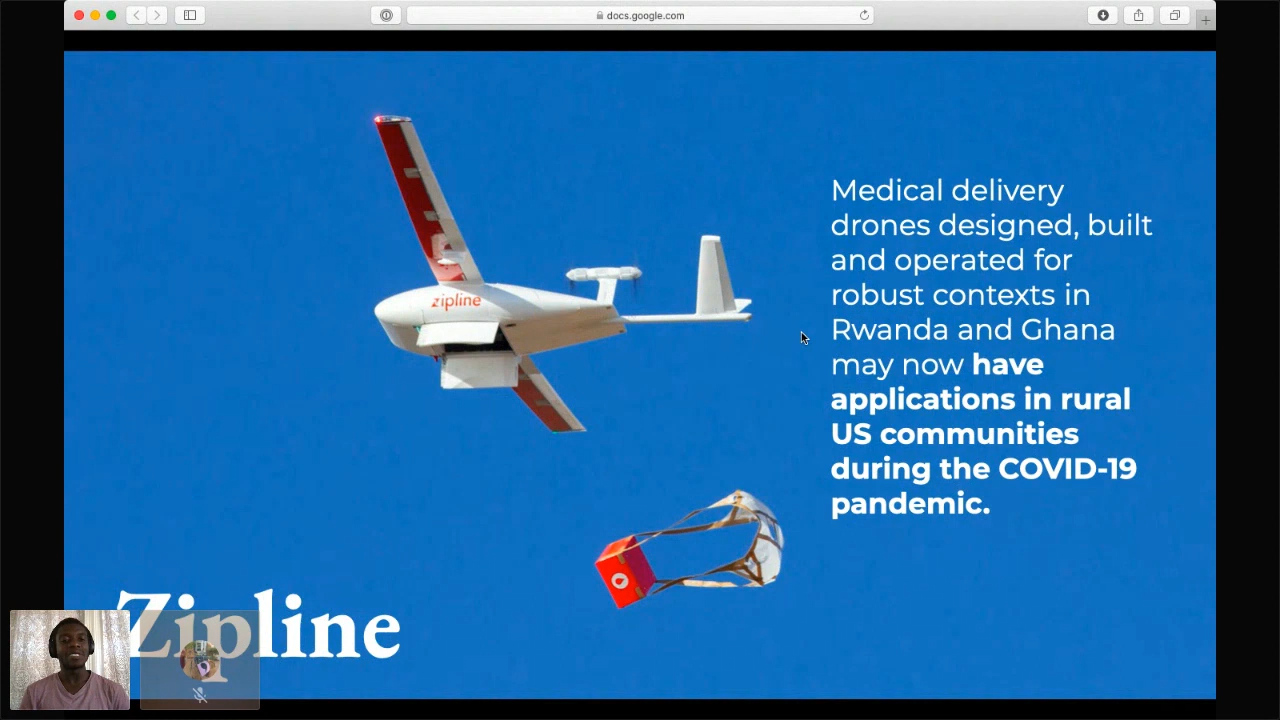 docs.google.com
zipline
Medical delivery
drones designed, built
and operated for
robust contexts in
Rwanda and Ghana
may now have
applications in rural
US communities
during the COVID-19
pandemic.
Zipline